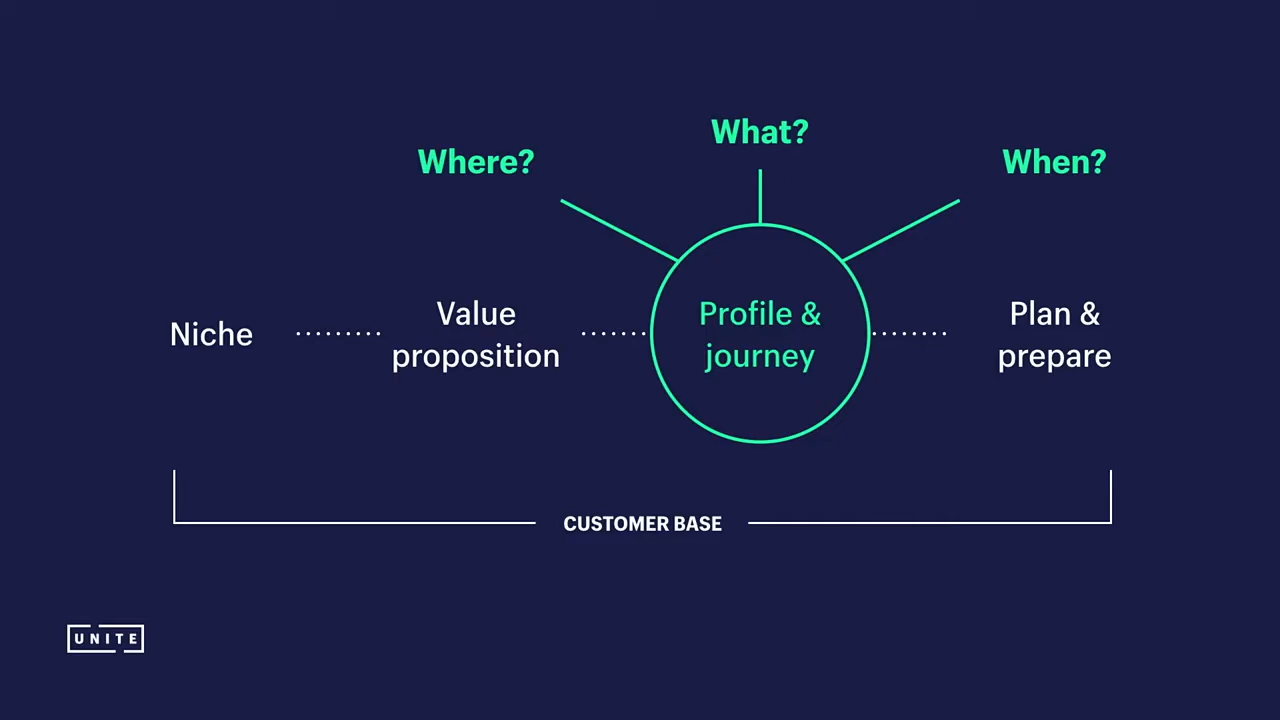 What?
Where?
When?
Niche
Value
proposition
Profile &
journey
Plan &
prepare
CUSTOMER BASE
UNITE